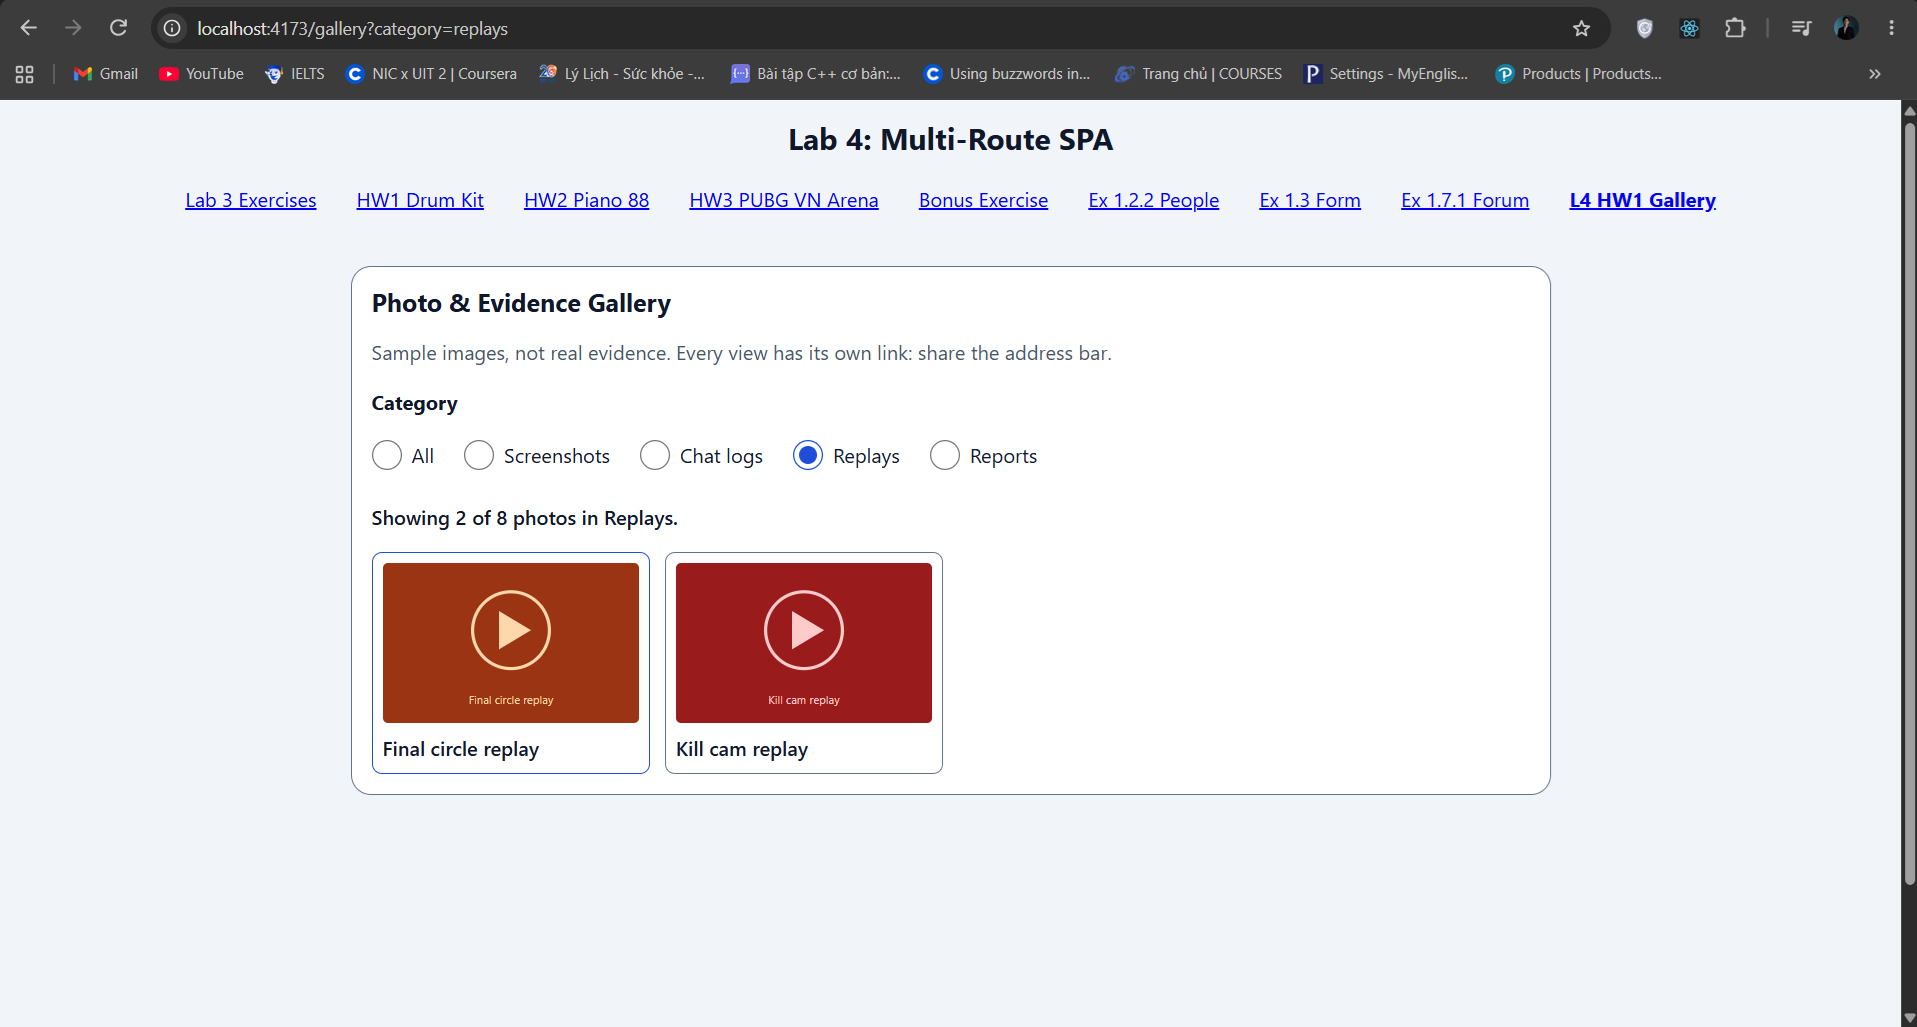 localhost:4173/gallery?category=replays
Gmail YouTube IELTS NIC x UIT 2 | Coursera Lý Lịch - Sức khỏe -... Bài tập C++ cơ bản:... Using buzzwords in... Trang chủ | COURSES Settings - MyEnglis... Products | Products...
Lab 4: Multi-Route SPA
Lab 3 Exercises HW1 Drum Kit HW2 Piano 88 HW3 PUBG VN Arena Bonus Exercise Ex 1.2.2 People Ex 1.3 Form Ex 1.7.1 Forum L4 HW1 Gallery
Photo & Evidence Gallery
Sample images, not real evidence. Every view has its own link: share the address bar.
Category
All Screenshots Chat logs Replays Reports
Showing 2 of 8 photos in Replays.
Final circle replay Kill cam replay
Final circle replay Kill cam replay